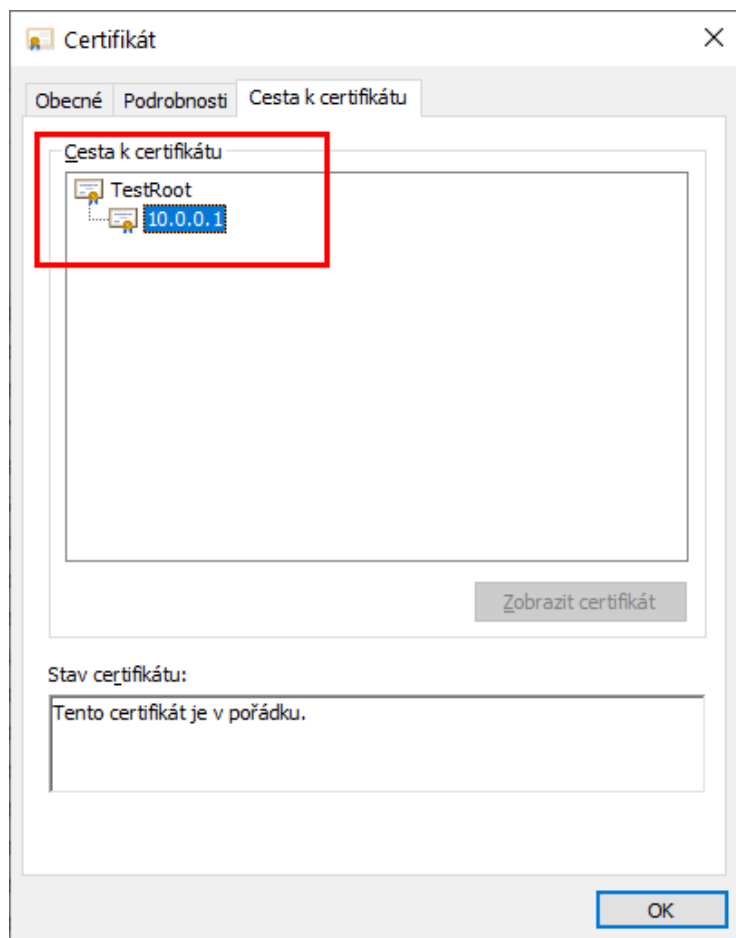 Certifikát
Obecné Podrobnosti Cesta k certifikátu
Cesta k certifikátu
TestRoot
10.0.0.1
Zobrazit certifikát
Stav certifikátu:
Tento certifikát je v pořádku.
OK